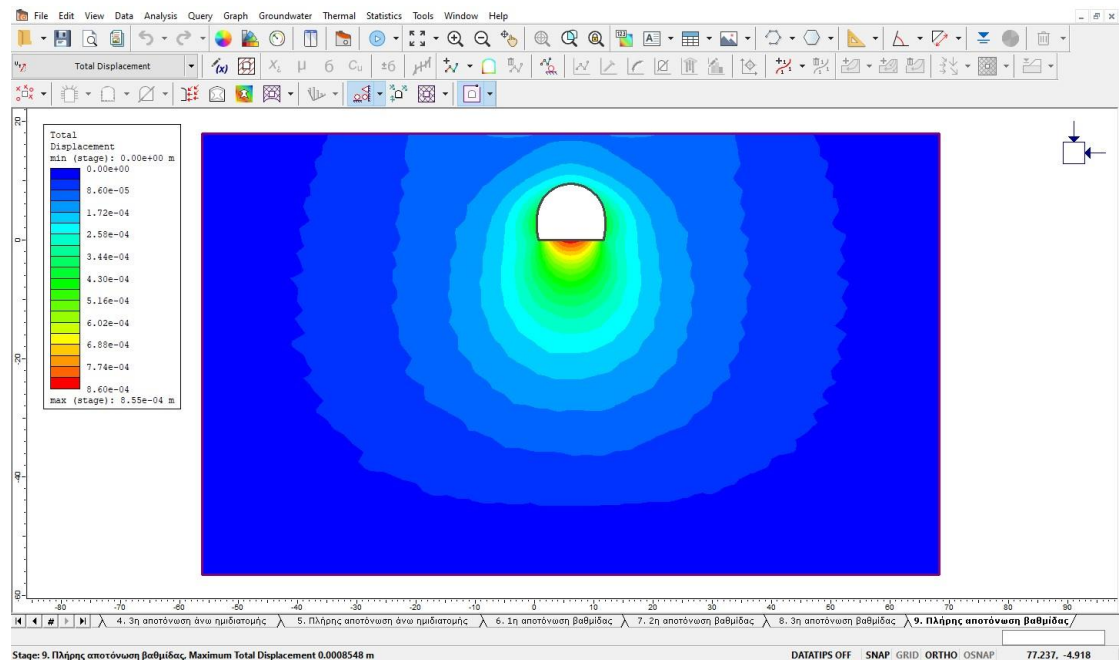 File Edit View Data Analysis Query Graph Groundwater Thermal Statistics Tools Window Help
Total Displacement
Total
Displacement
min (stage): 0.00e+00 m
0.00e+00
8.60e-05
1.72e-04
2.58e-04
3.44e-04
4.30e-04
5.16e-04
6.02e-04
6.88e-04
7.74e-04
8.60e-04
max (stage): 8.55e-04 m
20
0
-20
-40
-60
-80 -70 -60 -50 -40 -30 -20 -10 0 10 20 30 40 50 60 70 80 90
4. 3η αποτόνωση άνω ημιδιατομής 5. Πλήρης αποτόνωση άνω ημιδιατομής 6. 1η αποτόνωση βαθμίδας 7. 2η αποτόνωση βαθμίδας 8. 3η αποτόνωση βαθμίδας 9. Πλήρης αποτόνωση βαθμίδας
Stage: 9. Πλήρης αποτόνωση βαθμίδας, Maximum Total Displacement 0.0008548 m DATATIPS OFF SNAP GRID ORTHO OSNAP 77.237, -4.918